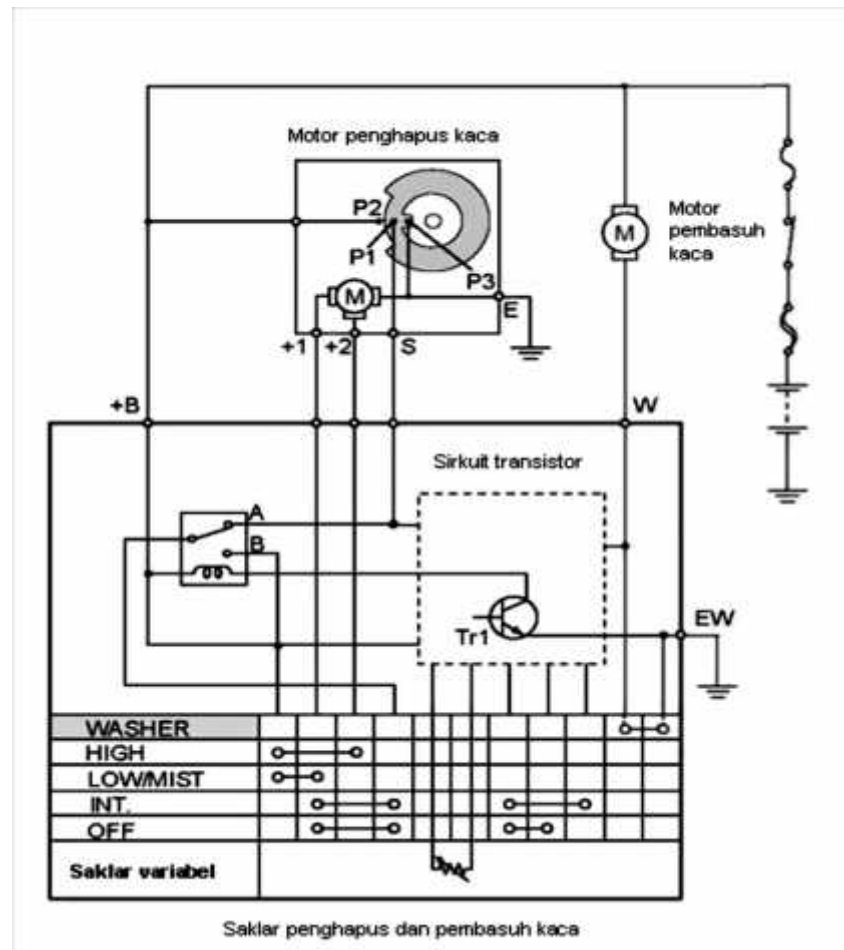 Motor penghapus kaca
P2
P1
P3
M
E
+1
+2
S
M
Motor
pembasuh
kaca
+B
W
Sirkuit transistor
A
B
Tr1
EW
WASHER
HIGH
LOW/MIST
INT.
OFF
Saklar variabel
Saklar penghapus dan pembasuh kaca